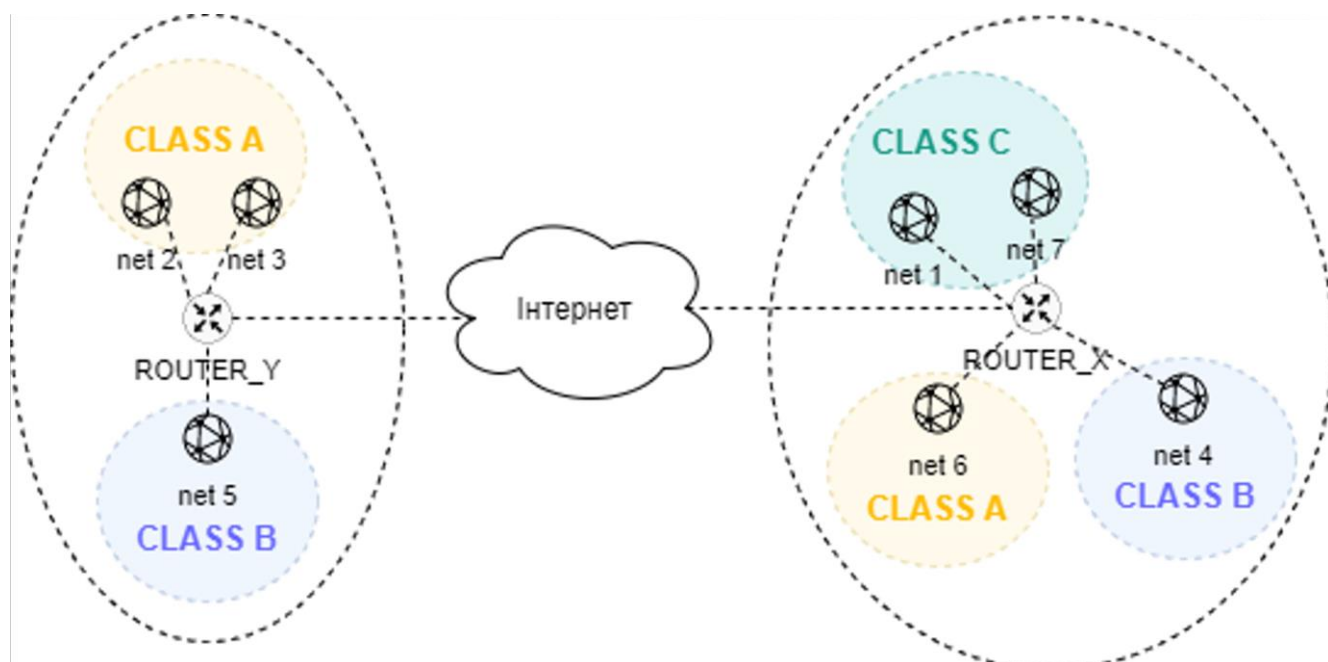 CLASS A
net 2
net 3
ROUTER_Y
net 5
CLASS B
Інтернет
CLASS C
net 1
net 7
ROUTER_X
net 6
CLASS A
net 4
CLASS B